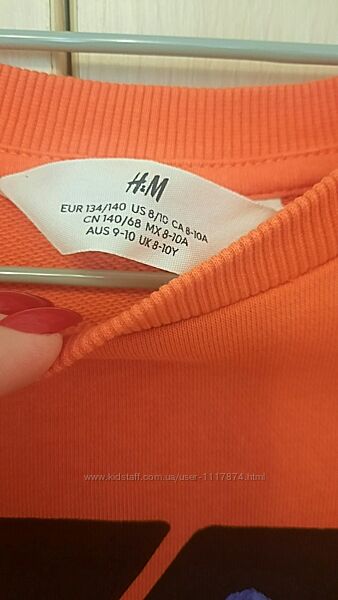 H&M
EUR 134/140 US 8/10 CA 8-10A
CN 140/68 MX 8-10A
AUS 9-10 UK 8-10Y
www.kidstaff.com.ua/user-1117874.html